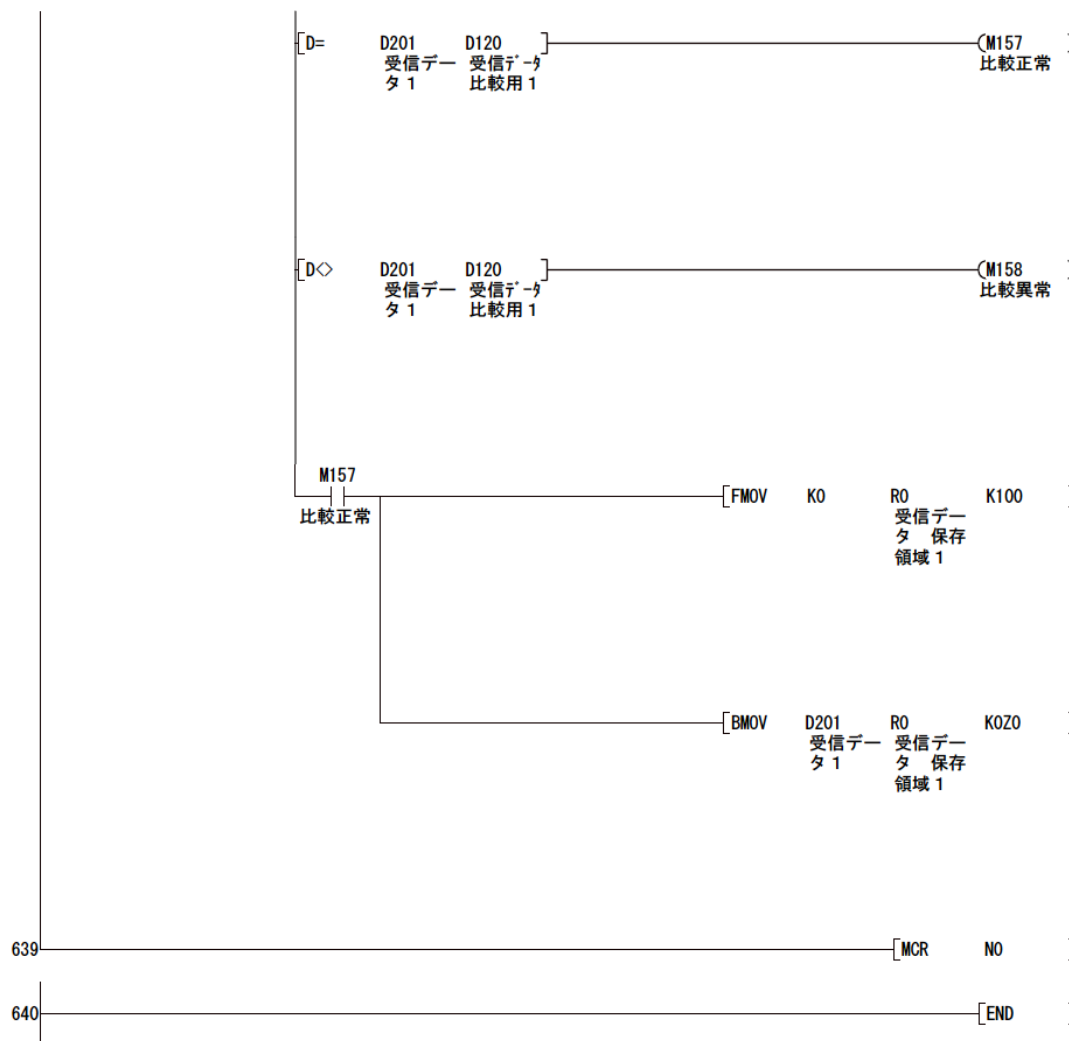 [D= D201 D120 ] (M157 )
受信デー 受信ﾃﾞｰﾀ 比較正常
タ１ 比較用１
[D<> D201 D120 ] (M158 )
受信デー 受信ﾃﾞｰﾀ 比較異常
タ１ 比較用１
M157
比較正常
[FMOV K0 R0 K100 ]
受信デー
タ　保存
領域１
[BMOV D201 R0 K0Z0 ]
受信デー 受信デー
タ１ タ　保存
領域１
639 [MCR N0 ]
640 [END ]